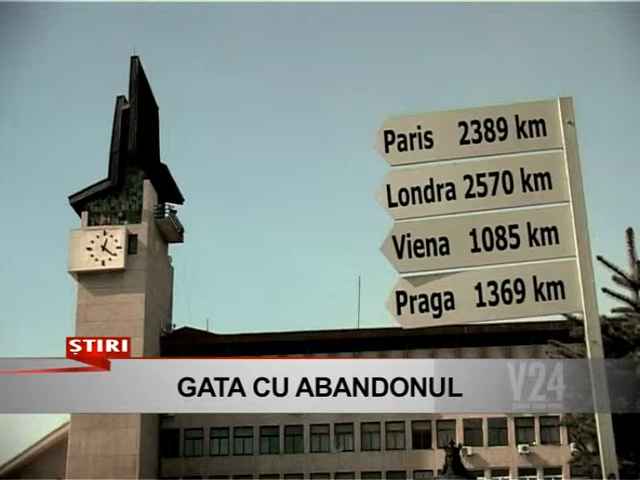 Paris 2389 km
Londra 2570 km
Viena 1085 km
Praga 1369 km
ȘTIRI
GATA CU ABANDONUL
V24